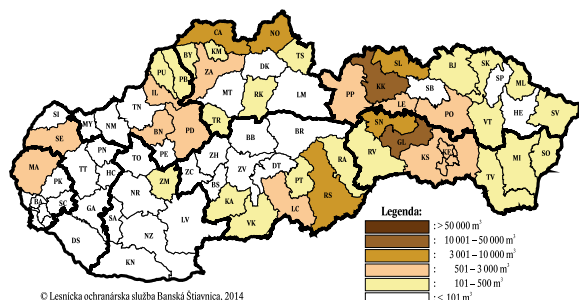 CA
NO
BY
KM
TS
PU
PB
ZA
DK
IL
MT
RK
LM
BJ
SK
SP
ML
SL
KK
PP
SB
LE
PO
VT
HE
SV
SI
MY
NM
TN
BN
PD
TR
SE
PE
BB
BR
SN
GL
RV
KS
MA
PN
TO
ZC
ZH
ZV
DT
RA
MI
SO
TT
HC
BS
PT
TV
PK
NR
ZM
KA
RS
BA
SC
GA
SA
LV
VK
LC
DS
NZ
KN
Legenda:
: > 50 000 m³
: 10 001 – 50 000 m³
: 3 001 – 10 000 m³
: 501 – 3 000 m³
: 101 – 500 m³
: ≤ 101 m³
© Lesnícka ochranárska služba Banská Štiavnica, 2014